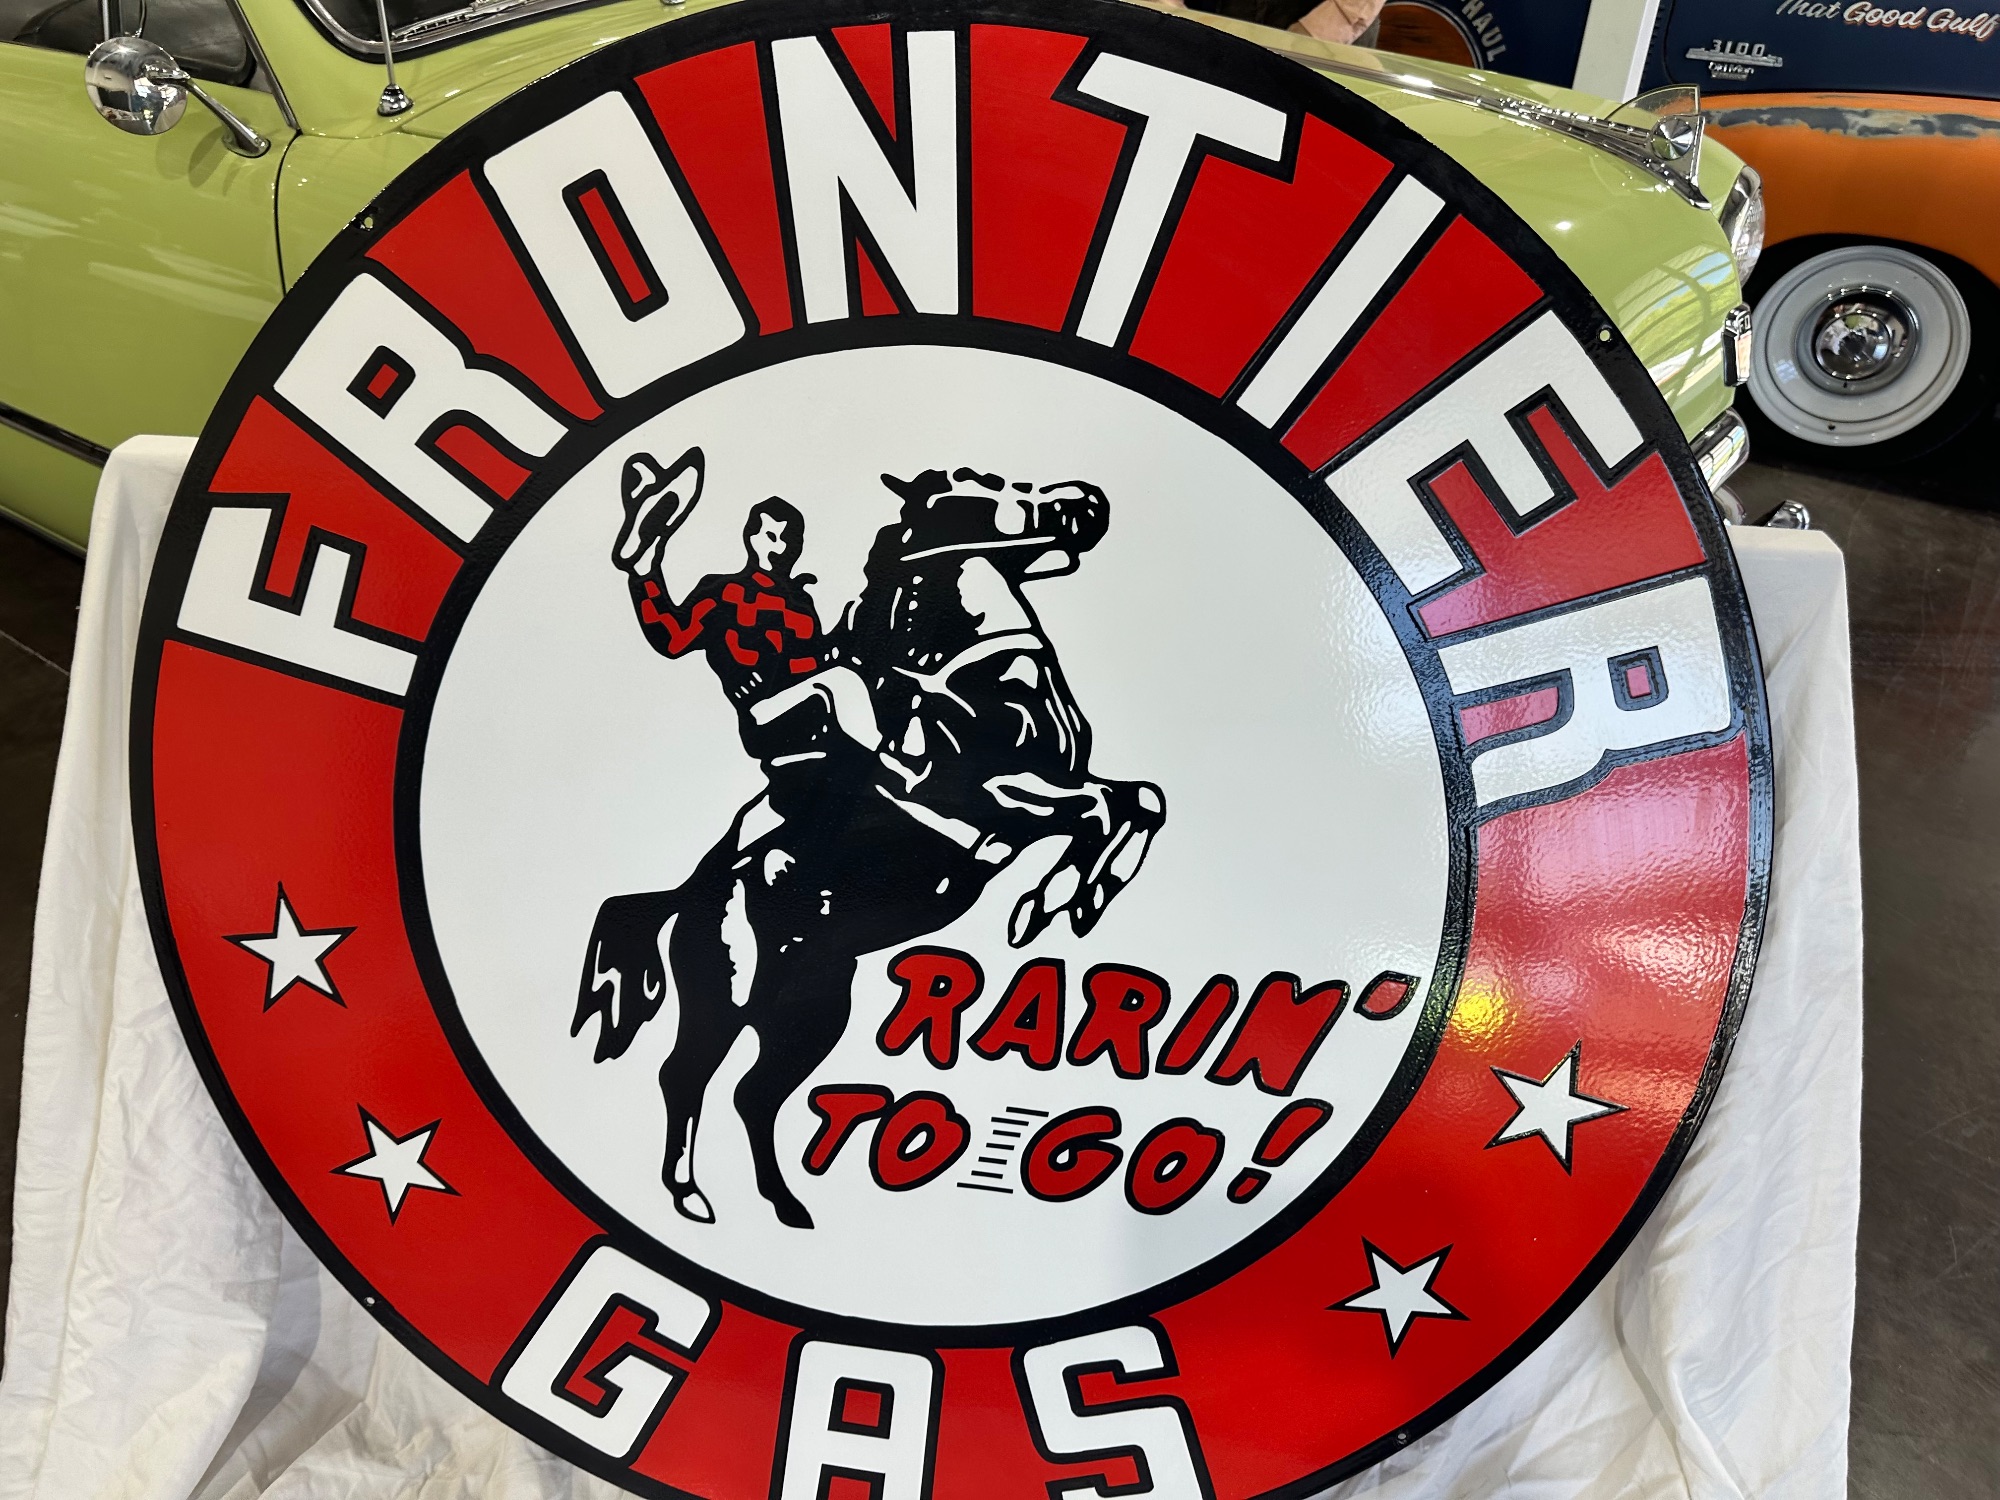 FRONTIER
RARIN'
TO GO!
GAS
That Good Gulf
3100